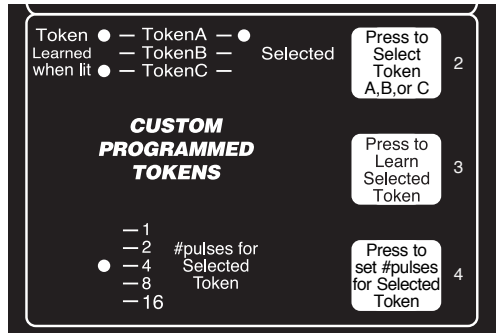 Token ● — TokenA — ●
Learned — TokenB — Selected
when lit ● — TokenC —
Press to
Select
Token
A,B,or C
2
CUSTOM
PROGRAMMED
TOKENS
Press to
Learn
Selected
Token
3
— 1
— 2 #pulses for
● — 4 Selected
— 8 Token
— 16
Press to
set #pulses
for Selected
Token
4